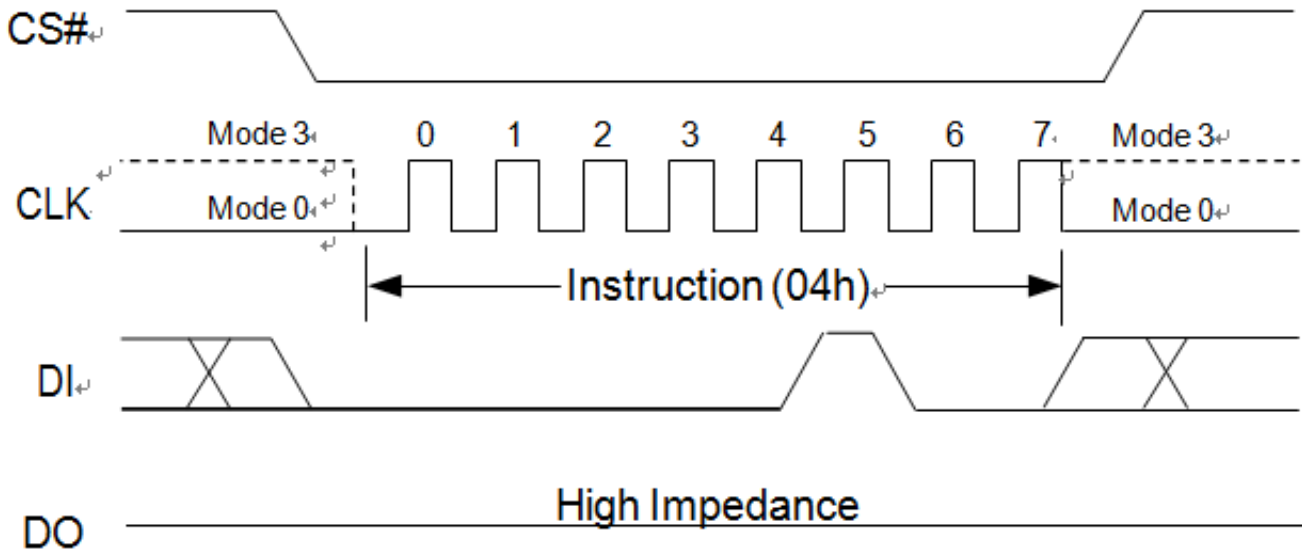 CS#
Mode 3 0 1 2 3 4 5 6 7 Mode 3
CLK
Mode 0 Mode 0
Instruction (04h)
DI
High Impedance
DO